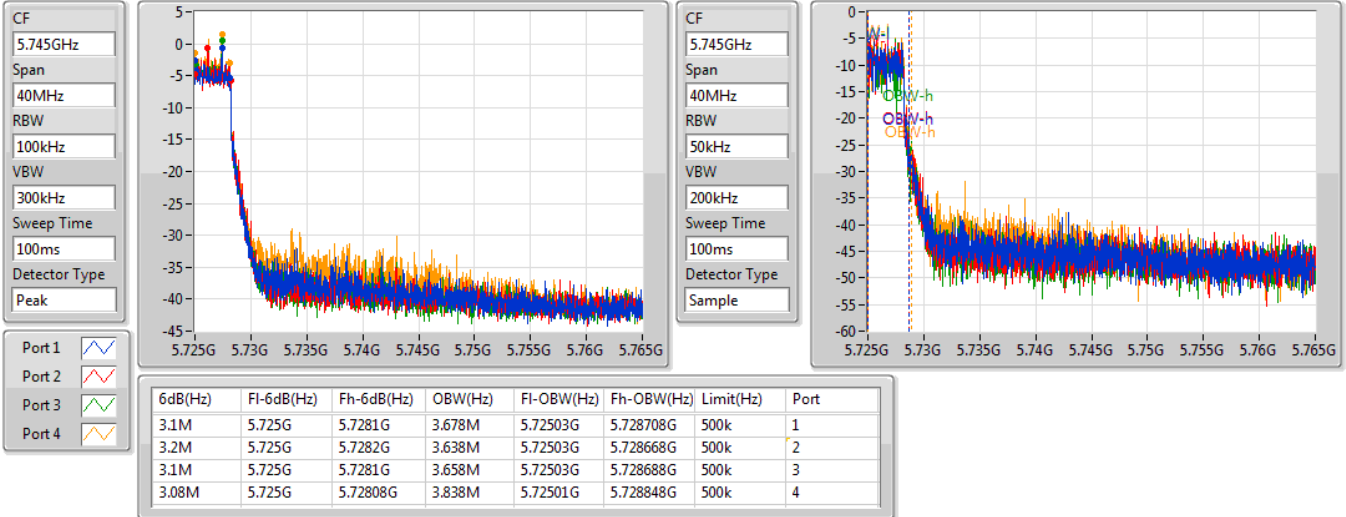 CF
5.745GHz
Span
40MHz
RBW
100kHz
VBW
300kHz
Sweep Time
100ms
Detector Type
Peak
5
0
-5
-10
-15
-20
-25
-30
-35
-40
-45
5.725G 5.73G 5.735G 5.74G 5.745G 5.75G 5.755G 5.76G 5.765G
CF
5.745GHz
Span
40MHz
RBW
50kHz
VBW
200kHz
Sweep Time
100ms
Detector Type
Sample
0
-5
-10
-15
-20
-25
-30
-35
-40
-45
-50
-55
-60
OBW-h
OBW-h
OBW-h
5.725G 5.73G 5.735G 5.74G 5.745G 5.75G 5.755G 5.76G 5.765G
Port 1
Port 2
Port 3
Port 4
6dB(Hz) Fl-6dB(Hz) Fh-6dB(Hz) OBW(Hz) Fl-OBW(Hz) Fh-OBW(Hz) Limit(Hz) Port
3.1M 5.725G 5.7281G 3.678M 5.72503G 5.728708G 500k 1
3.2M 5.725G 5.7282G 3.638M 5.72503G 5.728668G 500k 2
3.1M 5.725G 5.7281G 3.658M 5.72503G 5.728688G 500k 3
3.08M 5.725G 5.72808G 3.838M 5.72501G 5.728848G 500k 4